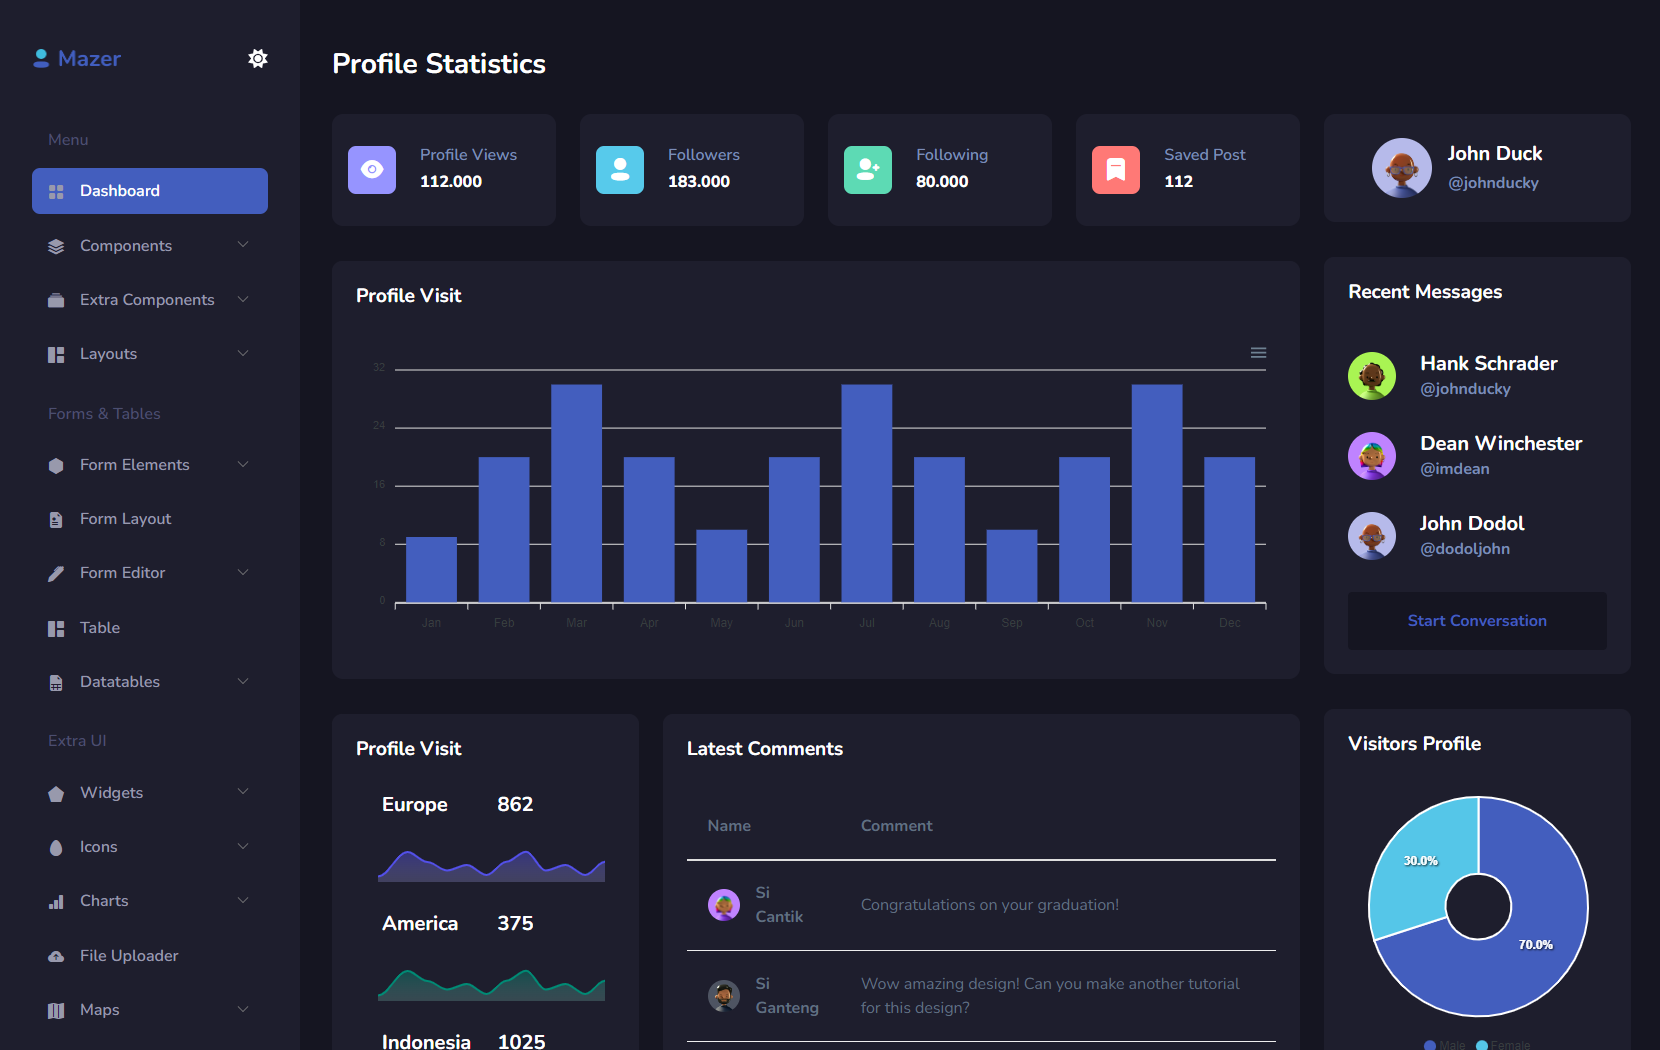 Mazer
Menu
Dashboard
Components
Extra Components
Layouts
Forms & Tables
Form Elements
Form Layout
Form Editor
Table
Datatables
Extra UI
Widgets
Icons
Charts
File Uploader
Maps
Profile Statistics
Profile Views
112.000
Followers
183.000
Following
80.000
Saved Post
112
John Duck
@johnducky
Profile Visit
32
24
16
8
0
Jan Feb Mar Apr May Jun Jul Aug Sep Oct Nov Dec
Recent Messages
Hank Schrader
@johnducky
Dean Winchester
@imdean
John Dodol
@dodoljohn
Start Conversation
Profile Visit
Europe 862
America 375
Indonesia 1025
Latest Comments
Name Comment
Si
Cantik
Congratulations on your graduation!
Si
Ganteng
Wow amazing design! Can you make another tutorial
for this design?
Visitors Profile
30.0%
70.0%
Male Female